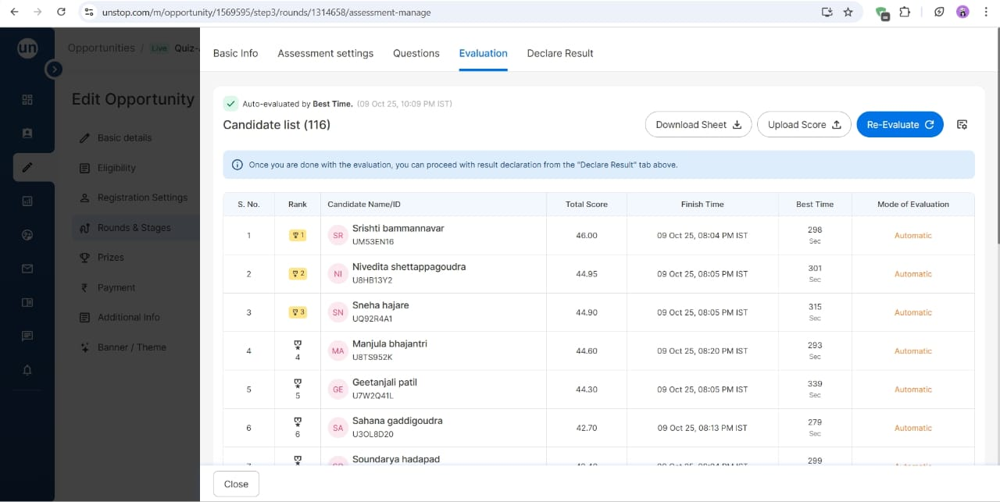 unstop.com/m/opportunity/1569595/step3/rounds/1314658/assessment-manage
un
Opportunities / Live Quiz-
Edit Opportunity
Basic details
Eligibility
Registration Settings
Rounds & Stages
Prizes
Payment
Additional Info
Banner / Theme
Basic Info Assessment settings Questions Evaluation Declare Result
Auto-evaluated by Best Time. (09 Oct 25, 10:09 PM IST)
Candidate list (116)
Download Sheet Upload Score Re-Evaluate
Once you are done with the evaluation, you can proceed with result declaration from the "Declare Result" tab above.
S. No. Rank Candidate Name/ID Total Score Finish Time Best Time Mode of Evaluation
1 1 SR Srishti bammannavar 46.00 09 Oct 25, 08:04 PM IST 298 Automatic
UM53EN16 Sec
2 2 NI Nivedita shettappagoudra 44.95 09 Oct 25, 08:05 PM IST 301 Automatic
U8HB13Y2 Sec
3 3 SN Sneha hajare 44.90 09 Oct 25, 08:05 PM IST 315 Automatic
UQ92R4A1 Sec
4 4 MA Manjula bhajantri 44.60 09 Oct 25, 08:20 PM IST 293 Automatic
U8TS952K Sec
5 5 GE Geetanjali patil 44.30 09 Oct 25, 08:05 PM IST 339 Automatic
U7W2Q41L Sec
6 6 SA Sahana gaddigoudra 42.70 09 Oct 25, 08:13 PM IST 279 Automatic
U3OL8D20 Sec
Soundarya hadapad 299
Close